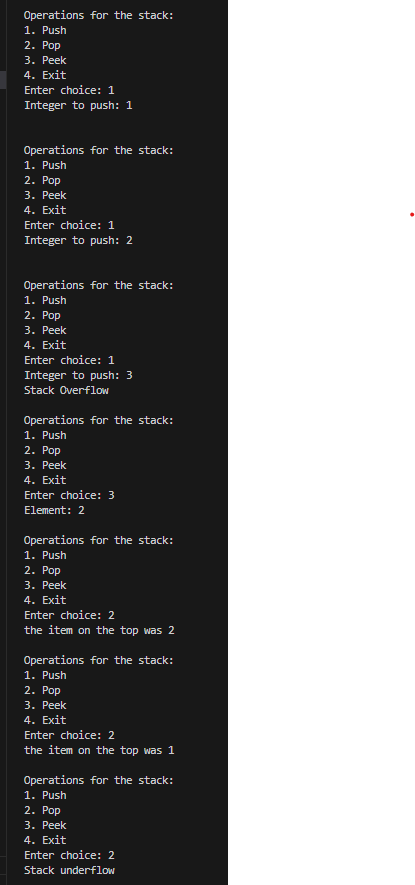 Operations for the stack:
1. Push
2. Pop
3. Peek
4. Exit
Enter choice: 1
Integer to push: 1
Operations for the stack:
1. Push
2. Pop
3. Peek
4. Exit
Enter choice: 1
Integer to push: 2
Operations for the stack:
1. Push
2. Pop
3. Peek
4. Exit
Enter choice: 1
Integer to push: 3
Stack Overflow
Operations for the stack:
1. Push
2. Pop
3. Peek
4. Exit
Enter choice: 3
Element: 2
Operations for the stack:
1. Push
2. Pop
3. Peek
4. Exit
Enter choice: 2
the item on the top was 2
Operations for the stack:
1. Push
2. Pop
3. Peek
4. Exit
Enter choice: 2
the item on the top was 1
Operations for the stack:
1. Push
2. Pop
3. Peek
4. Exit
Enter choice: 2
Stack underflow